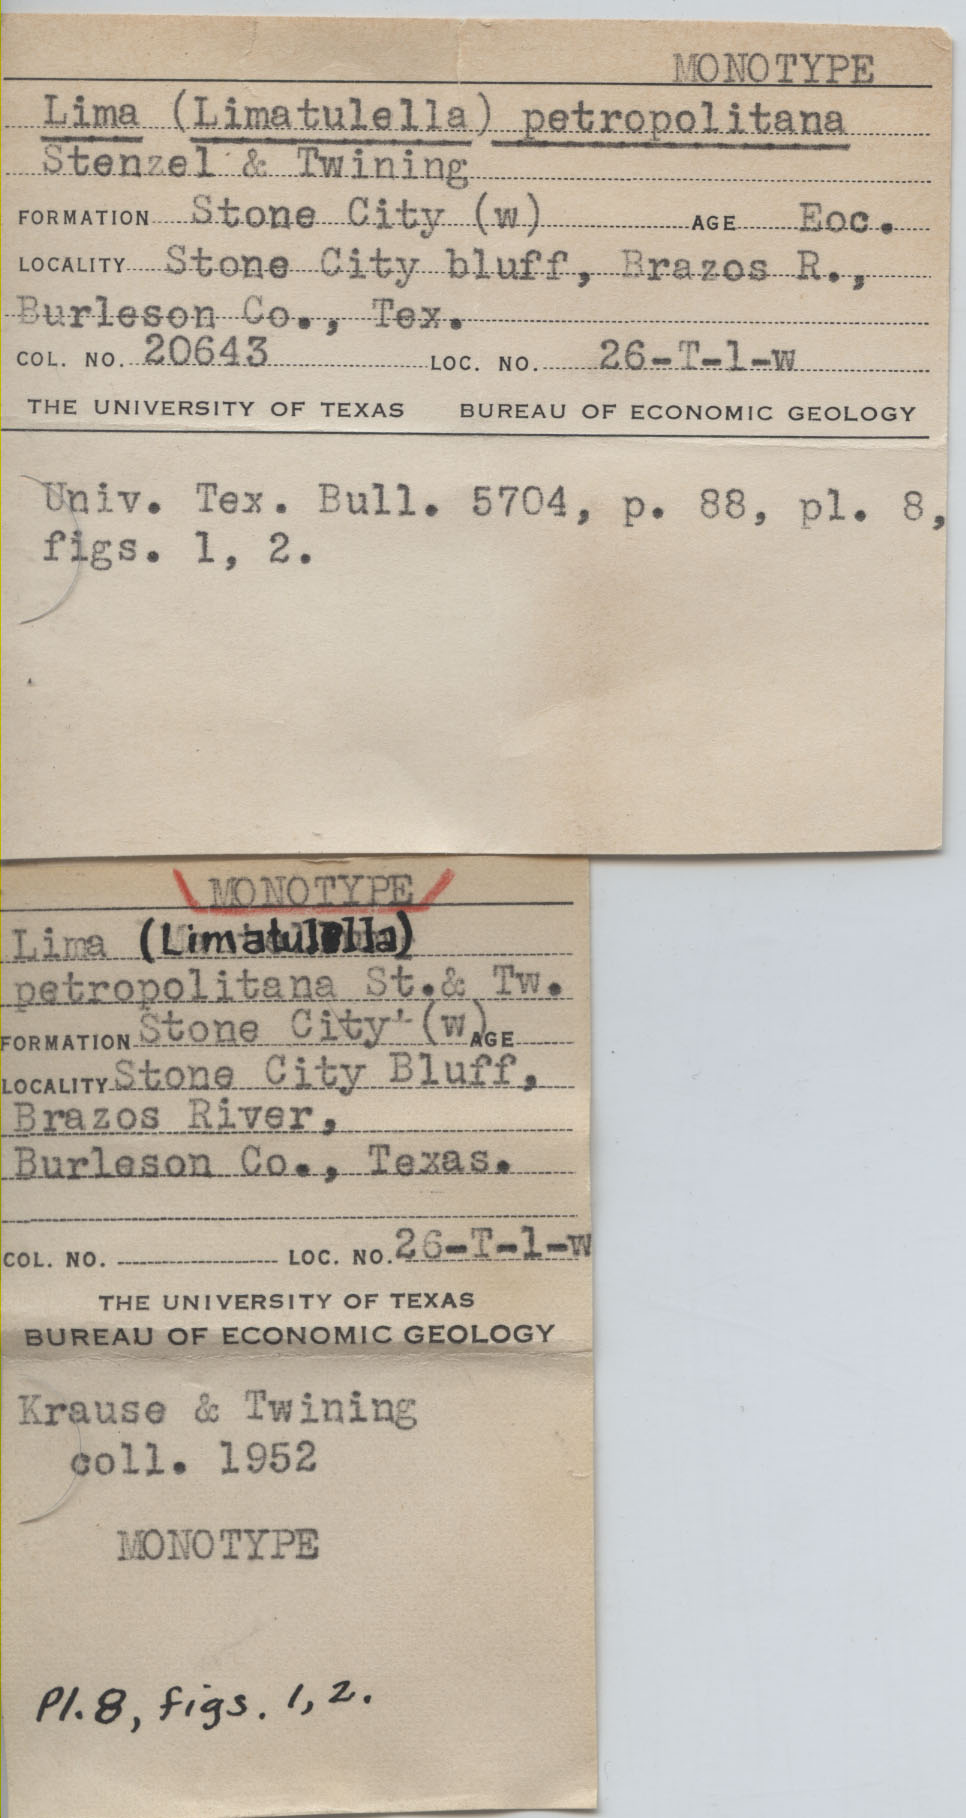 MONOTYPE
Lima (Limatulella) petropolitana
Stenzel & Twining
FORMATION Stone City (w) AGE Eoc.
LOCALITY Stone City bluff, Brazos R.,
Burleson Co., Tex.
COL. NO. 20643 LOC. NO. 26-T-1-w
THE UNIVERSITY OF TEXAS BUREAU OF ECONOMIC GEOLOGY
Univ. Tex. Bull. 5704, p. 88, pl. 8,
figs. 1, 2.
MONOTYPE
Lima (Limatulella)
petropolitana St.& Tw.
FORMATION Stone City (w) AGE
LOCALITY Stone City Bluff,
Brazos River,
Burleson Co., Texas.
COL. NO. LOC. NO. 26-T-1-w
THE UNIVERSITY OF TEXAS
BUREAU OF ECONOMIC GEOLOGY
Krause & Twining
coll. 1952
MONOTYPE
Pl. 8, figs. 1, 2.